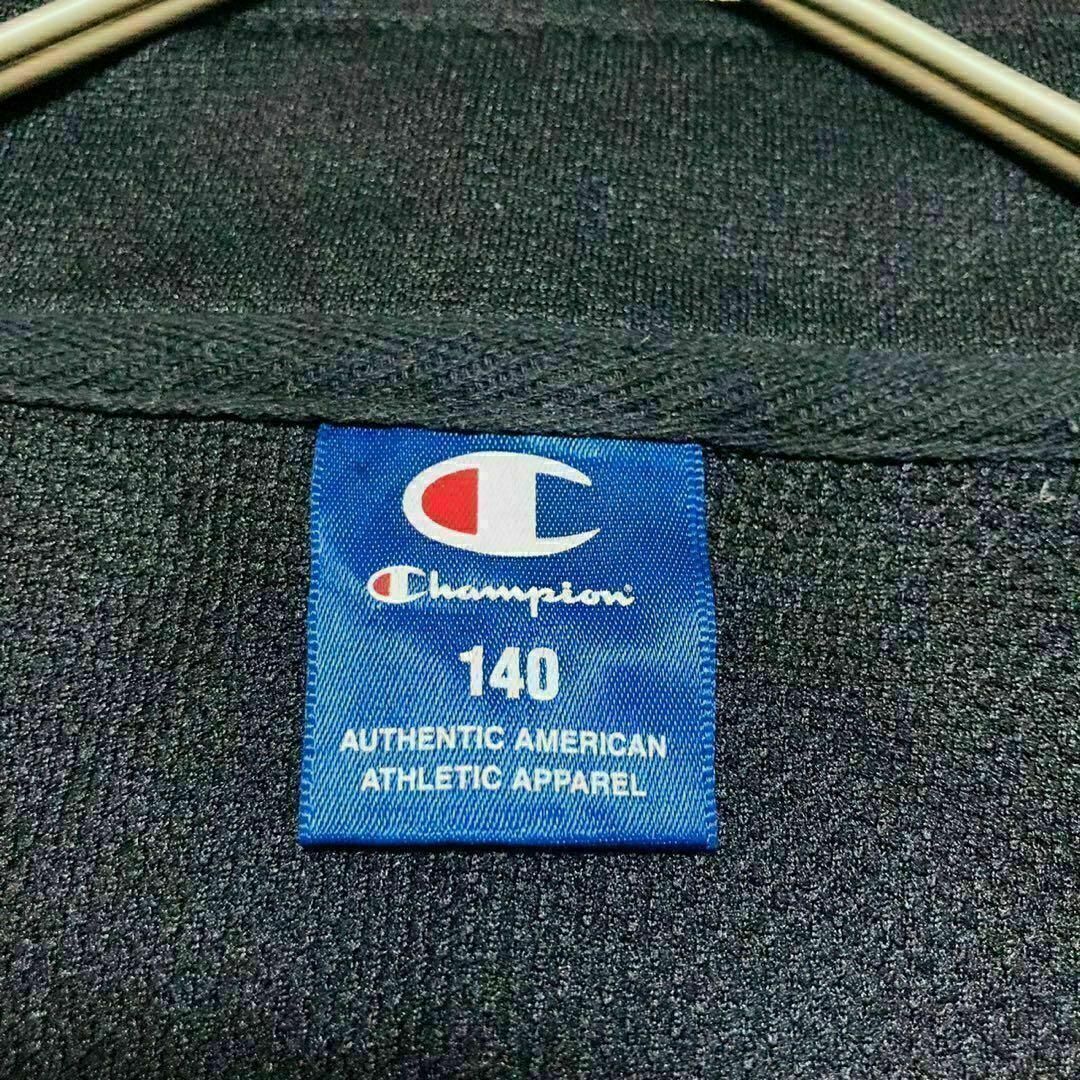 Champion
140
AUTHENTIC AMERICAN
ATHLETIC APPAREL